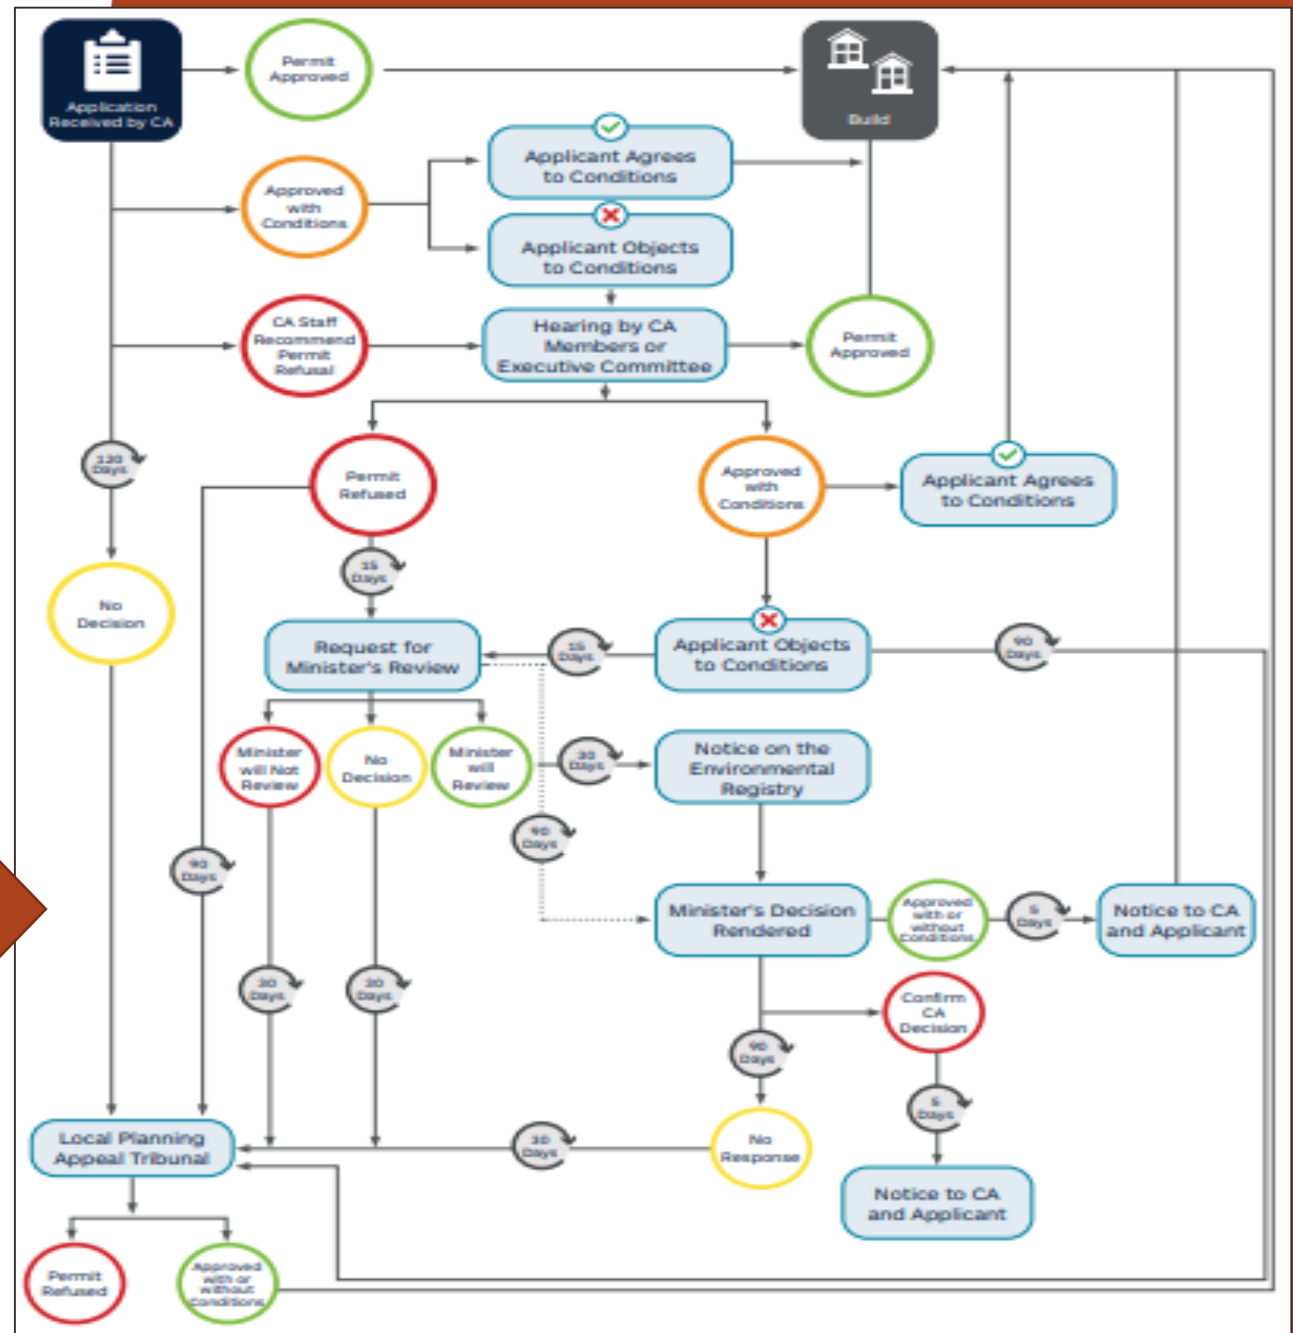 Application
Received by CA
Permit
Approved
Build
Applicant Agrees
to Conditions
Approved
with
Conditions
Applicant Objects
to Conditions
CA Staff
Recommend
Permit
Refusal
Hearing by CA
Members or
Executive Committee
Permit
Approved
120
Days
Permit
Refused
Approved
with
Conditions
Applicant Agrees
to Conditions
15
Days
No
Decision
Request for
Minister's Review
15
Days
Applicant Objects
to Conditions
90
Days
Minister
will Not
Review
No
Decision
Minister
will
Review
30
Days
Notice on the
Environmental
Registry
90
Days
90
Days
Minister's Decision
Rendered
Approved
with or
without
Conditions
5
Days
Notice to CA
and Applicant
30
Days
30
Days
Confirm
CA
Decision
90
Days
5
Days
Local Planning
Appeal Tribunal
30
Days
No
Response
Notice to CA
and Applicant
Permit
Refused
Approved
with or
without
Conditions